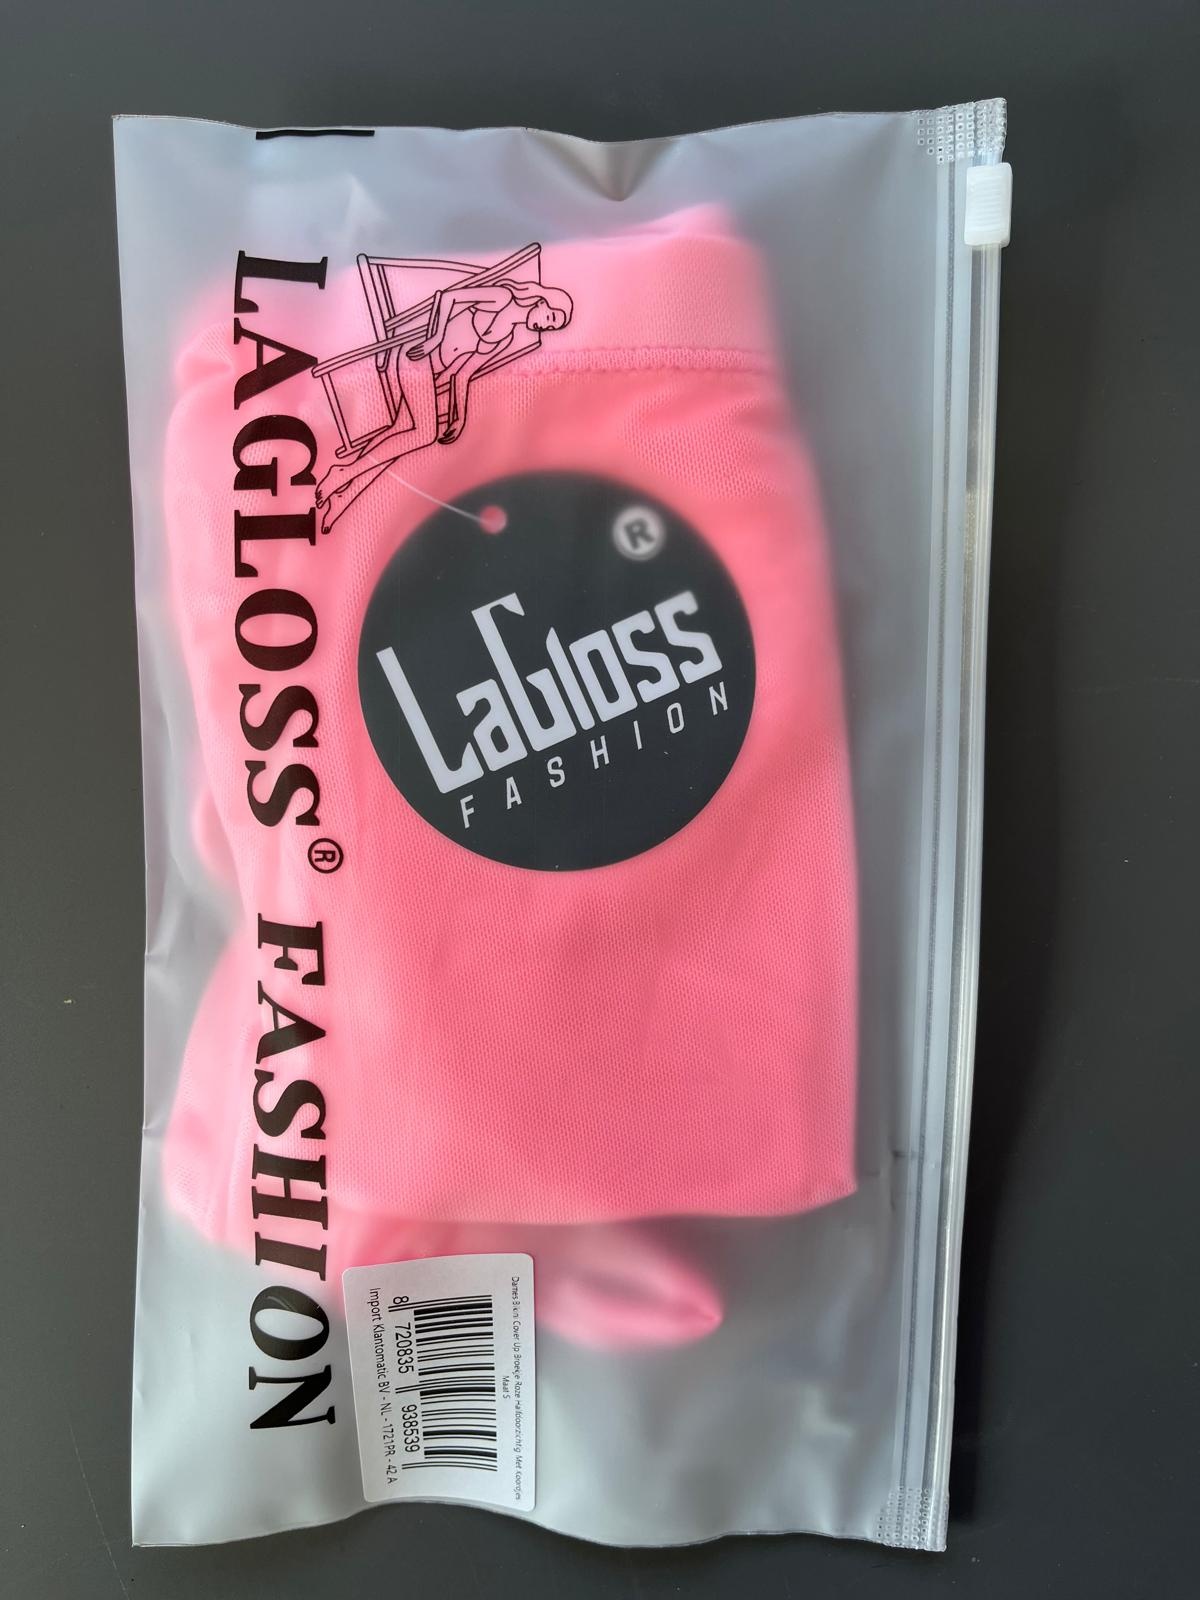 LAGLOSS® FASHION
®
LaGloss
FASHION
Dames Bikini Cover Up Broekje Roze Halfdoorzichtig Met Koordjes
Maat S
8 720835 938539
Import Klantomatic BV - NL - 1721PR - 42 A